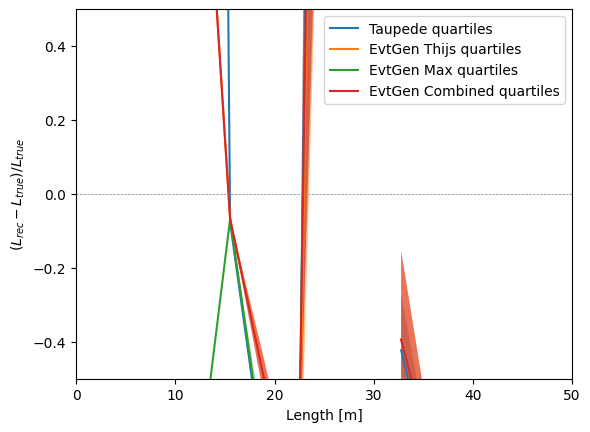 Taupede quartiles
EvtGen Thijs quartiles
EvtGen Max quartiles
EvtGen Combined quartiles
0.4
0.2
0.0
−0.2
−0.4
(L_rec − L_true)/L_true
0 10 20 30 40 50
Length [m]